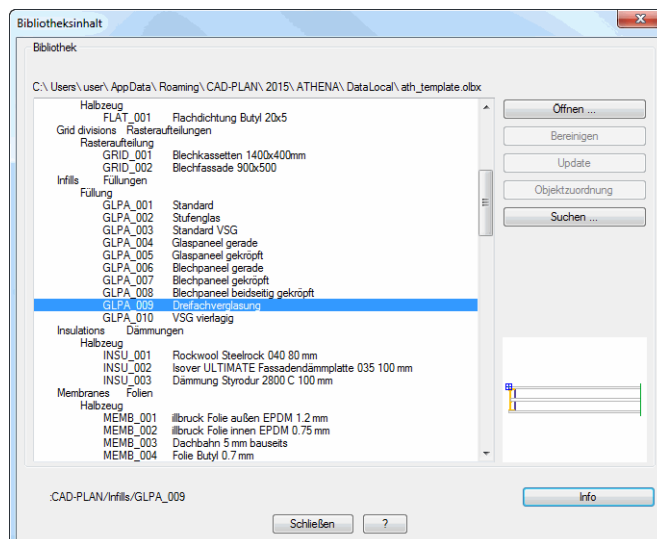 Bibliotheksinhalt
Bibliothek
C:\ Users\ user\ AppData\ Roaming\ CAD-PLAN\ 2015\ ATHENA\ DataLocal\ ath_template.olbx
Halbzeug
FLAT_001 Flachdichtung Butyl 20x5
Grid divisions Rasteraufteilungen
Rasteraufteilung
GRID_001 Blechkassetten 1400x400mm
GRID_002 Blechfassade 900x500
Infills Füllungen
Füllung
GLPA_001 Standard
GLPA_002 Stufenglas
GLPA_003 Standard VSG
GLPA_004 Glaspaneel gerade
GLPA_005 Glaspaneel gekröpft
GLPA_006 Blechpaneel gerade
GLPA_007 Blechpaneel gekröpft
GLPA_008 Blechpaneel beidseitig gekröpft
GLPA_009 Dreifachverglasung
GLPA_010 VSG vierlagig
Insulations Dämmungen
Halbzeug
INSU_001 Rockwool Steelrock 040 80 mm
INSU_002 Isover ULTIMATE Fassadendämmplatte 035 100 mm
INSU_003 Dämmung Styrodur 2800 C 100 mm
Membranes Folien
Halbzeug
MEMB_001 illbruck Folie außen EPDM 1.2 mm
MEMB_002 illbruck Folie innen EPDM 0.75 mm
MEMB_003 Dachbahn 5 mm bauseits
MEMB_004 Folie Butyl 0.7 mm
Öffnen ...
Bereinigen
Update
Objektzuordnung
Suchen ...
:CAD-PLAN/Infills/GLPA_009
Info
Schließen
?